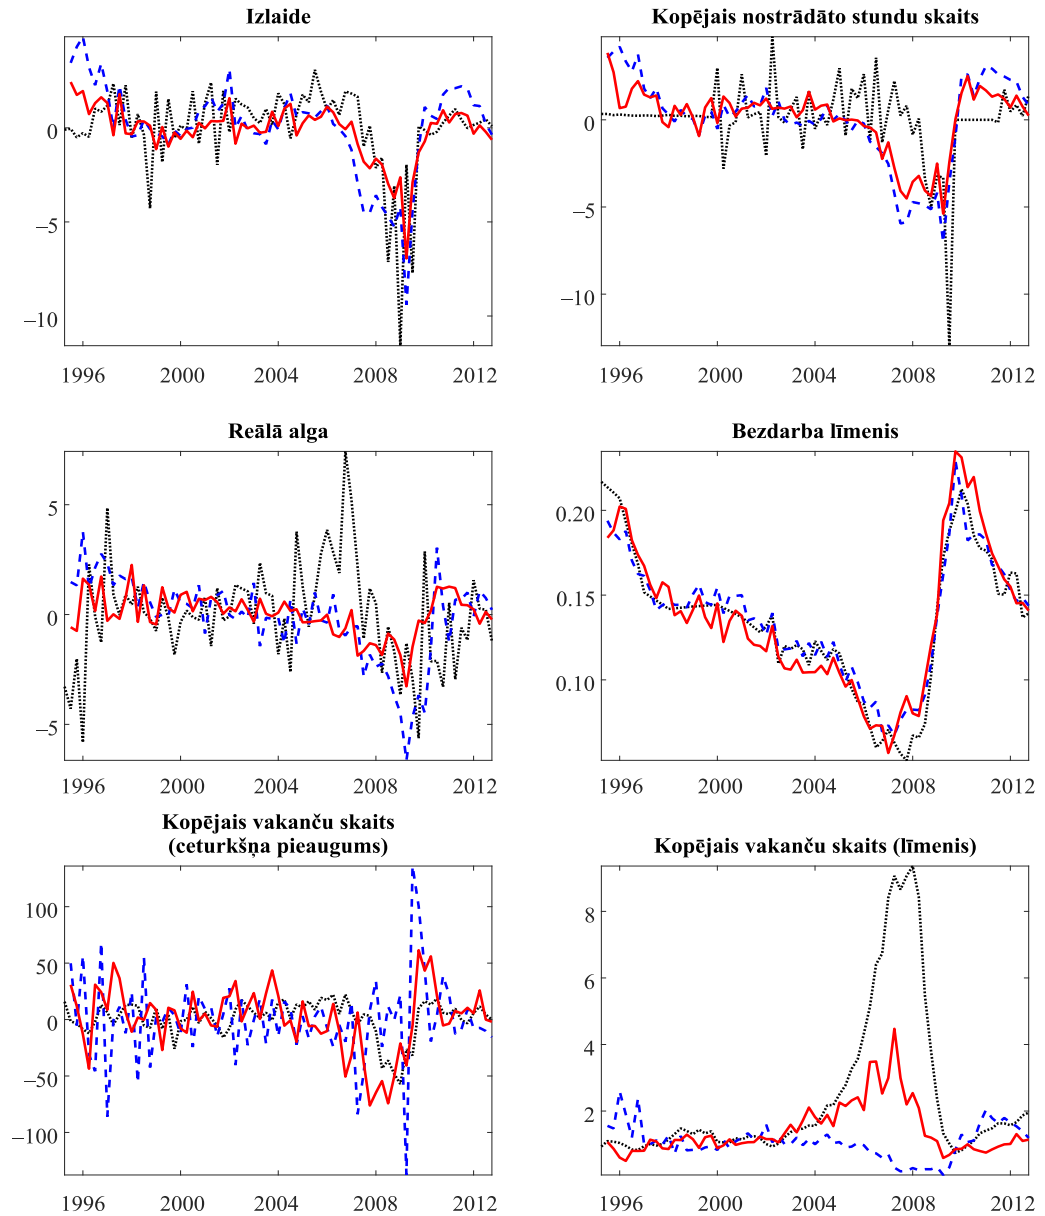 Izlaide
0
−5
−10
1996 2000 2004 2008 2012
Kopējais nostrādāto stundu skaits
0
−5
−10
1996 2000 2004 2008 2012
Reālā alga
5
0
−5
1996 2000 2004 2008 2012
Bezdarba līmenis
0.20
0.15
0.10
1996 2000 2004 2008 2012
Kopējais vakanču skaits
(ceturkšņa pieaugums)
100
50
0
−50
−100
1996 2000 2004 2008 2012
Kopējais vakanču skaits (līmenis)
8
6
4
2
1996 2000 2004 2008 2012